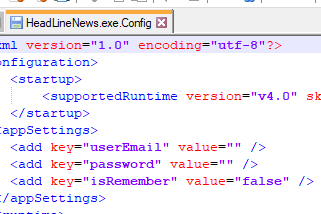 HeadLineNews.exe.Config
xml version="1.0" encoding="utf-8"?>
onfiguration>
<startup>
<supportedRuntime version="v4.0" sk
</startup>
appSettings>
<add key="userEmail" value="" />
<add key="password" value="" />
<add key="isRemember" value="false" />
/appSettings>